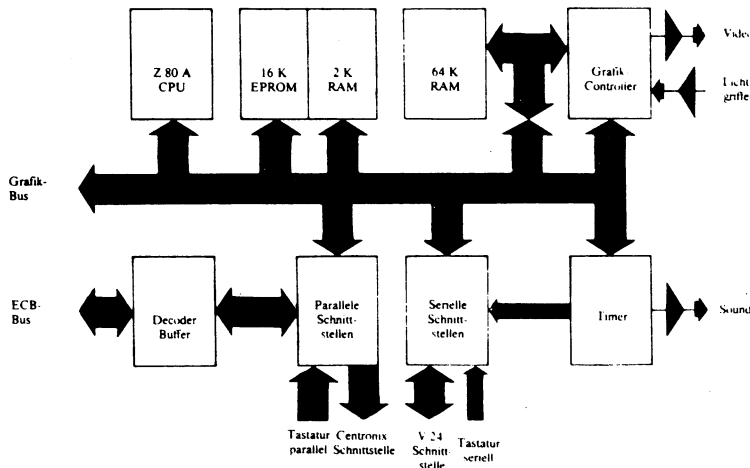 Z 80 A
CPU
16 K
EPROM
2 K
RAM
64 K
RAM
Grafik
Controller
Video
Licht
griffe
Grafik-
Bus
ECB-
Bus
Decoder
Buffer
Parallele
Schnitt-
stellen
Serielle
Schnitt-
stellen
Timer
Sound
Tastatur
parallel
Centronix
Schnittstelle
V 24
Schnitt-
stelle
Tastatur
seriell